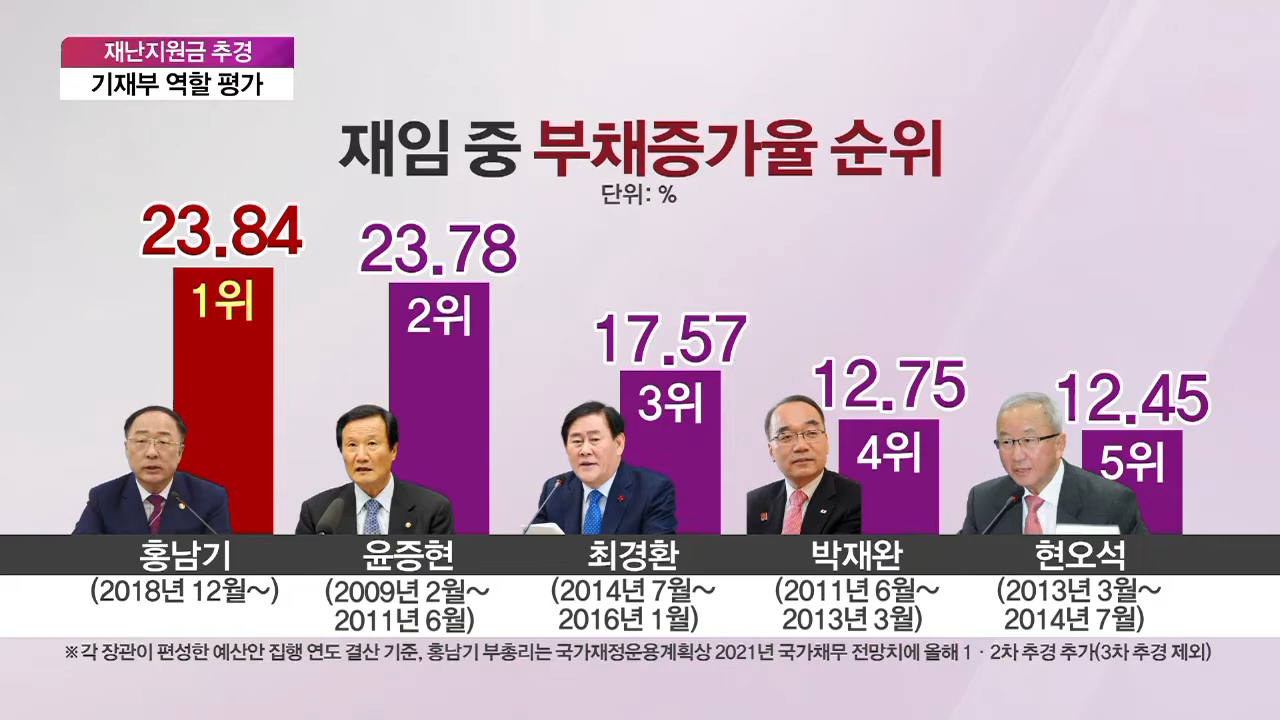 재난지원금 추경
기재부 역할 평가
재임 중 부채증가율 순위
단위: %
23.84
1위
23.78
2위
17.57
3위
12.75
4위
12.45
5위
홍남기
(2018년 12월~)
윤증현
(2009년 2월~
2011년 6월)
최경환
(2014년 7월~
2016년 1월)
박재완
(2011년 6월~
2013년 3월)
현오석
(2013년 3월~
2014년 7월)
※각 장관이 편성한 예산안 집행 연도 결산 기준, 홍남기 부총리는 국가재정운용계획상 2021년 국가채무 전망치에 올해 1·2차 추경 추가(3차 추경 제외)